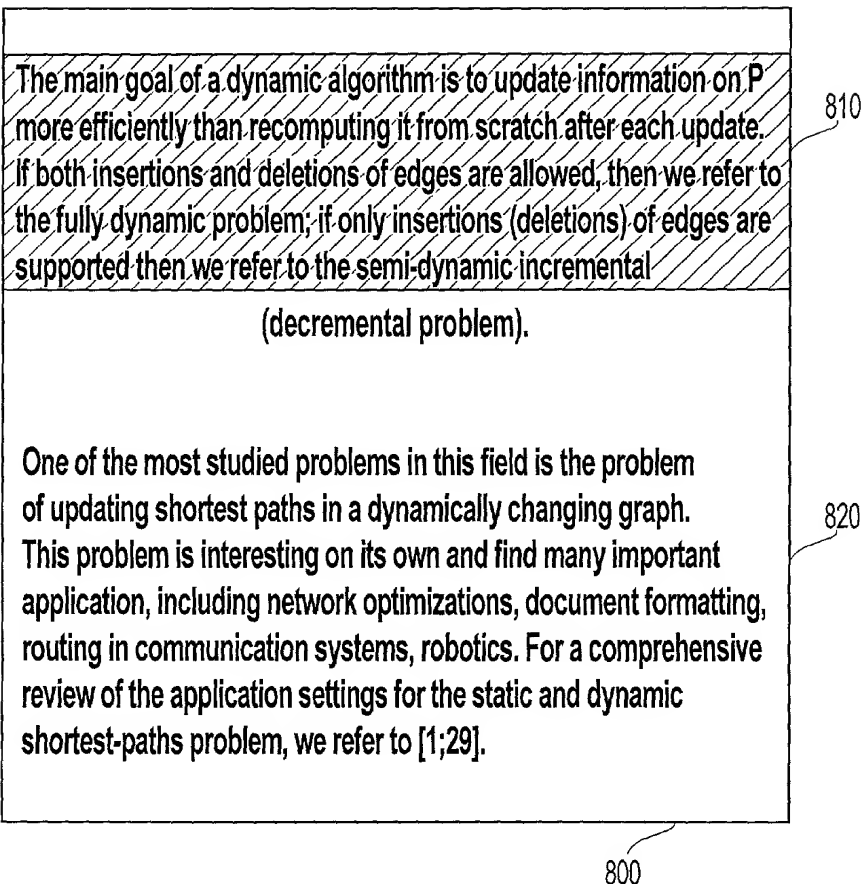 The main goal of a dynamic algorithm is to update information on P
more efficiently than recomputing it from scratch after each update.
If both insertions and deletions of edges are allowed, then we refer to
the fully dynamic problem; if only insertions (deletions) of edges are
supported then we refer to the semi-dynamic incremental
(decremental problem).
One of the most studied problems in this field is the problem
of updating shortest paths in a dynamically changing graph.
This problem is interesting on its own and find many important
application, including network optimizations, document formatting,
routing in communication systems, robotics. For a comprehensive
review of the application settings for the static and dynamic
shortest-paths problem, we refer to [1;29].
810
820
800